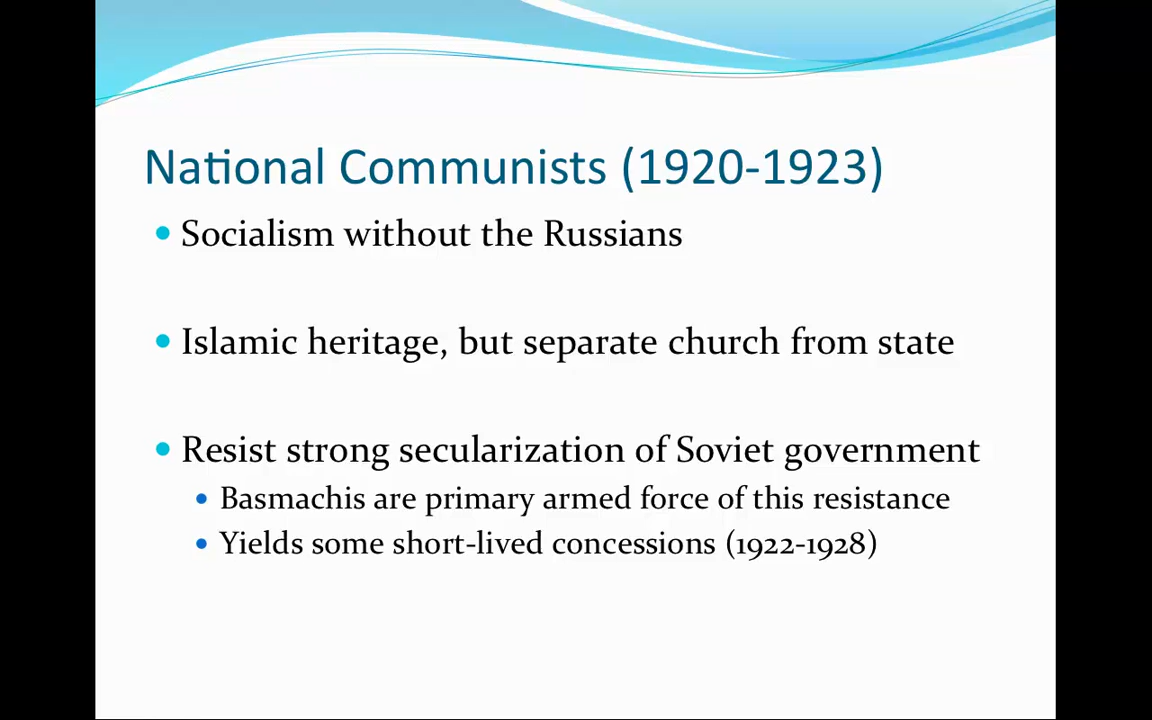 National Communists (1920-1923)
• Socialism without the Russians
• Islamic heritage, but separate church from state
• Resist strong secularization of Soviet government
• Basmachis are primary armed force of this resistance
• Yields some short-lived concessions (1922-1928)